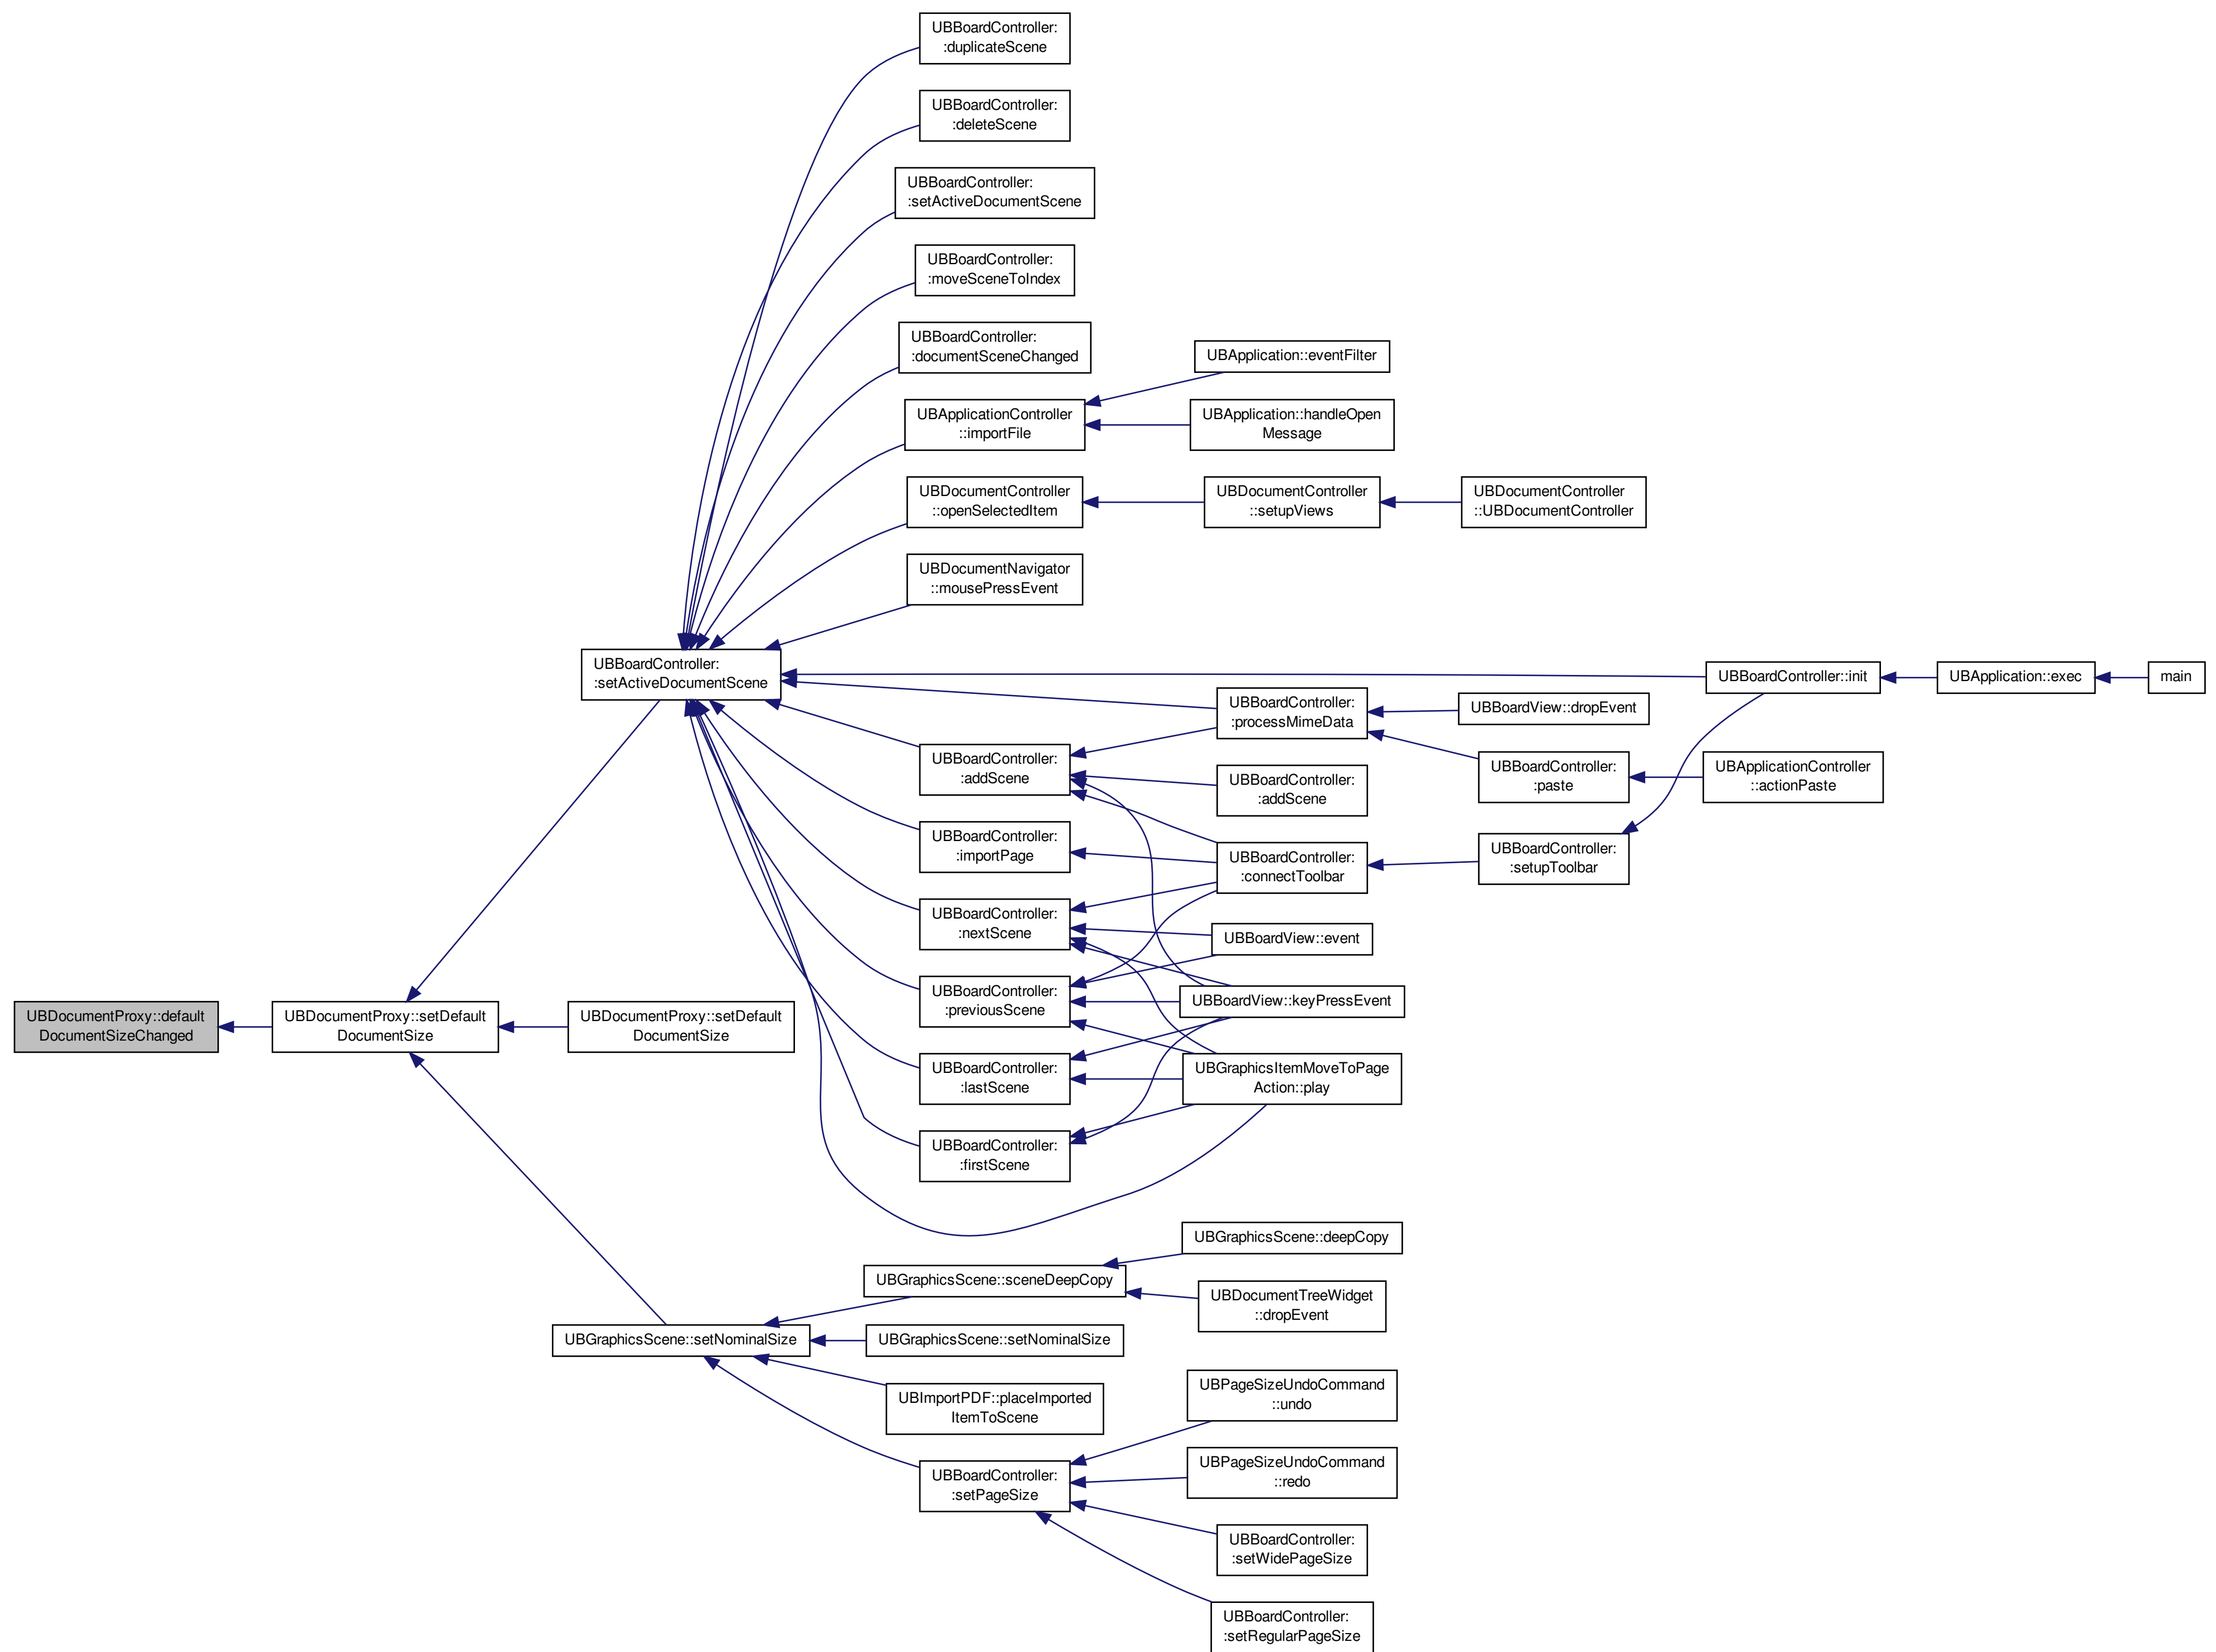 UBBoardController:
:duplicateScene
UBBoardController:
:deleteScene
UBBoardController:
:setActiveDocumentScene
UBBoardController:
:moveSceneToIndex
UBBoardController:
:documentSceneChanged
UBApplication::eventFilter
UBApplicationController
::importFile
UBApplication::handleOpen
Message
UBDocumentController
::openSelectedItem
UBDocumentController
::setupViews
UBDocumentController
::UBDocumentController
UBDocumentNavigator
::mousePressEvent
UBBoardController:
:setActiveDocumentScene
UBBoardController::init
UBApplication::exec
main
UBBoardController:
:processMimeData
UBBoardView::dropEvent
UBBoardController:
:addScene
UBBoardController:
:addScene
UBBoardController:
:paste
UBApplicationController
::actionPaste
UBBoardController:
:importPage
UBBoardController:
:connectToolbar
UBBoardController:
:setupToolbar
UBBoardController:
:nextScene
UBBoardView::event
UBBoardController:
:previousScene
UBBoardView::keyPressEvent
UBDocumentProxy::default
DocumentSizeChanged
UBDocumentProxy::setDefault
DocumentSize
UBDocumentProxy::setDefault
DocumentSize
UBBoardController:
:lastScene
UBGraphicsItemMoveToPage
Action::play
UBBoardController:
:firstScene
UBGraphicsScene::deepCopy
UBGraphicsScene::sceneDeepCopy
UBDocumentTreeWidget
::dropEvent
UBGraphicsScene::setNominalSize
UBGraphicsScene::setNominalSize
UBImportPDF::placeImported
ItemToScene
UBPageSizeUndoCommand
::undo
UBBoardController:
:setPageSize
UBPageSizeUndoCommand
::redo
UBBoardController:
:setWidePageSize
UBBoardController:
:setRegularPageSize